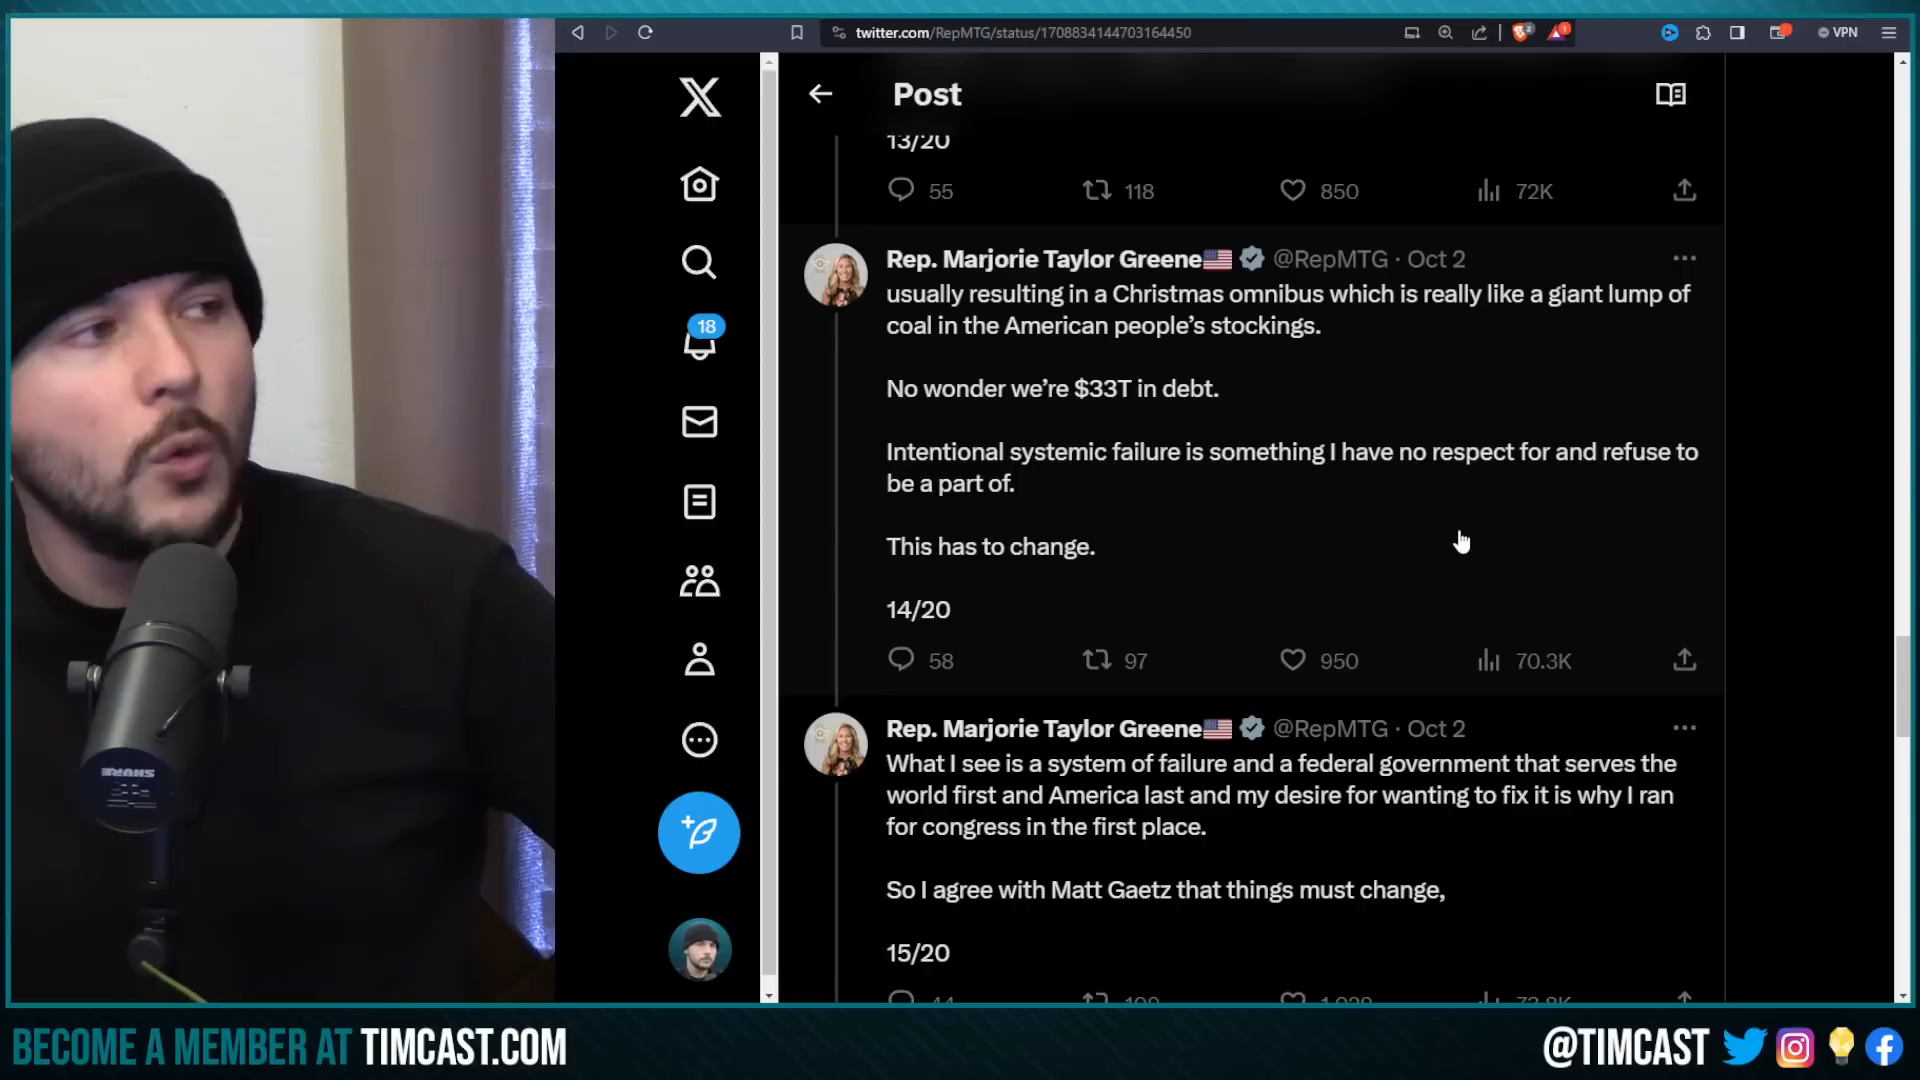 twitter.com/RepMTG/status/1708834144703164450
2
1
VPN
Post
13/20
55 118 850 72K
Rep. Marjorie Taylor Greene @RepMTG · Oct 2
usually resulting in a Christmas omnibus which is really like a giant lump of
coal in the American people's stockings.
No wonder we're $33T in debt.
Intentional systemic failure is something I have no respect for and refuse to
be a part of.
This has to change.
14/20
58 97 950 70.3K
18
Rep. Marjorie Taylor Greene @RepMTG · Oct 2
What I see is a system of failure and a federal government that serves the
world first and America last and my desire for wanting to fix it is why I ran
for congress in the first place.
So I agree with Matt Gaetz that things must change,
15/20
SHURE
BECOME A MEMBER AT TIMCAST.COM
@TIMCAST